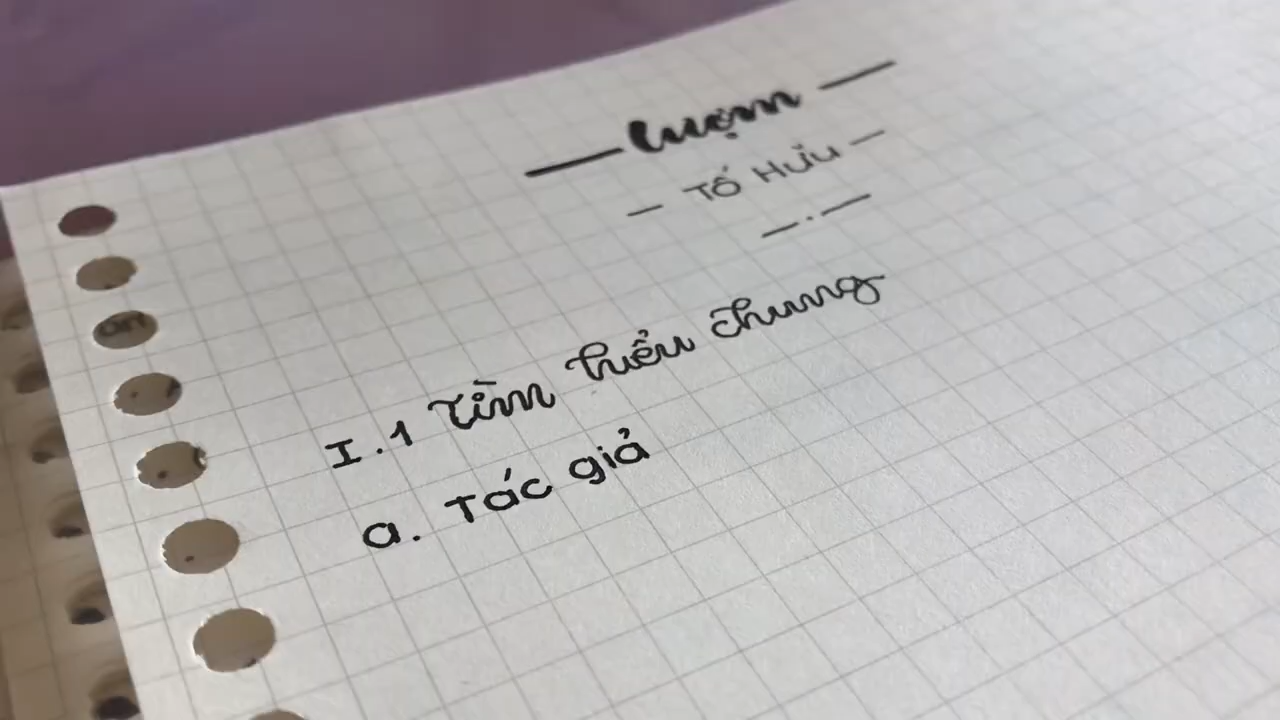 — Lượm —
- Tố Hữu -
-.-
I.1 Tìm hiểu chung
a. Tác giả